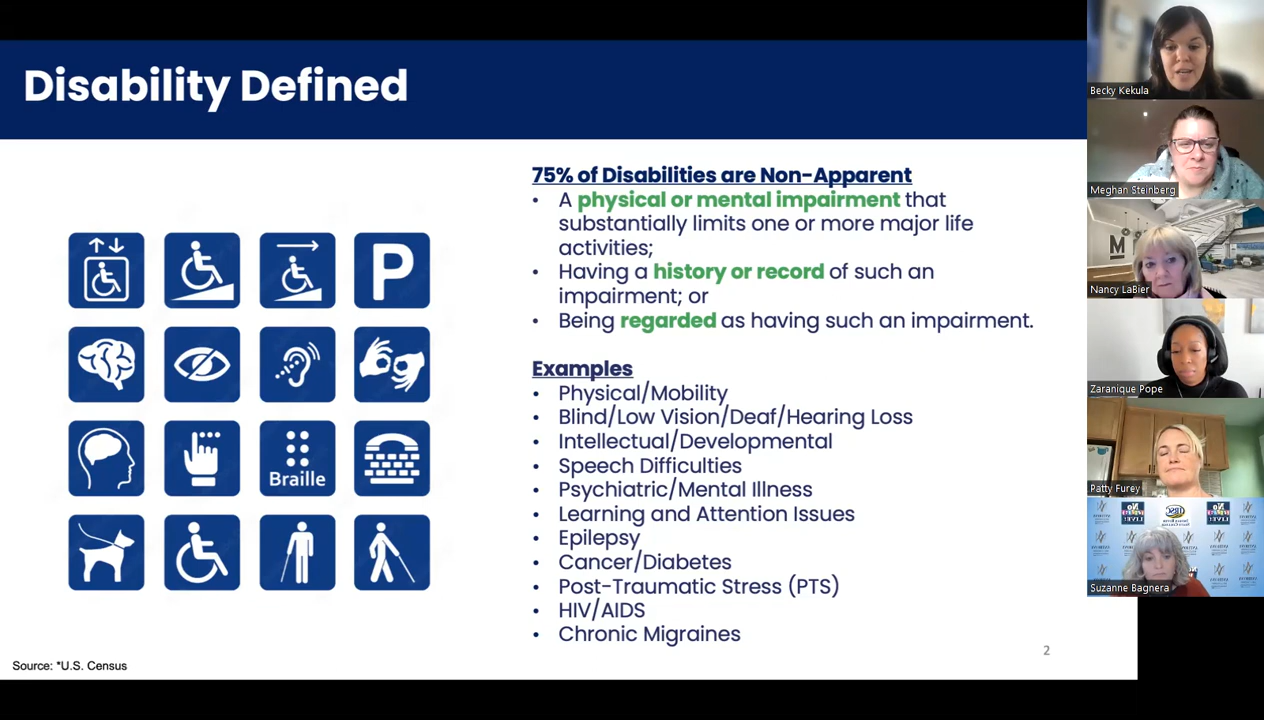 Disability Defined
P
Braille
75% of Disabilities are Non-Apparent
• A physical or mental impairment that
substantially limits one or more major life
activities;
• Having a history or record of such an
impairment; or
• Being regarded as having such an impairment.
Examples
• Physical/Mobility
• Blind/Low Vision/Deaf/Hearing Loss
• Intellectual/Developmental
• Speech Difficulties
• Psychiatric/Mental Illness
• Learning and Attention Issues
• Epilepsy
• Cancer/Diabetes
• Post-Traumatic Stress (PTS)
• HIV/AIDS
• Chronic Migraines
2
Source: *U.S. Census
Becky Kekula
Meghan Steinberg
M
Nancy LaBier
Zaranique Pope
Patty Furey
Suzanne Bagnera